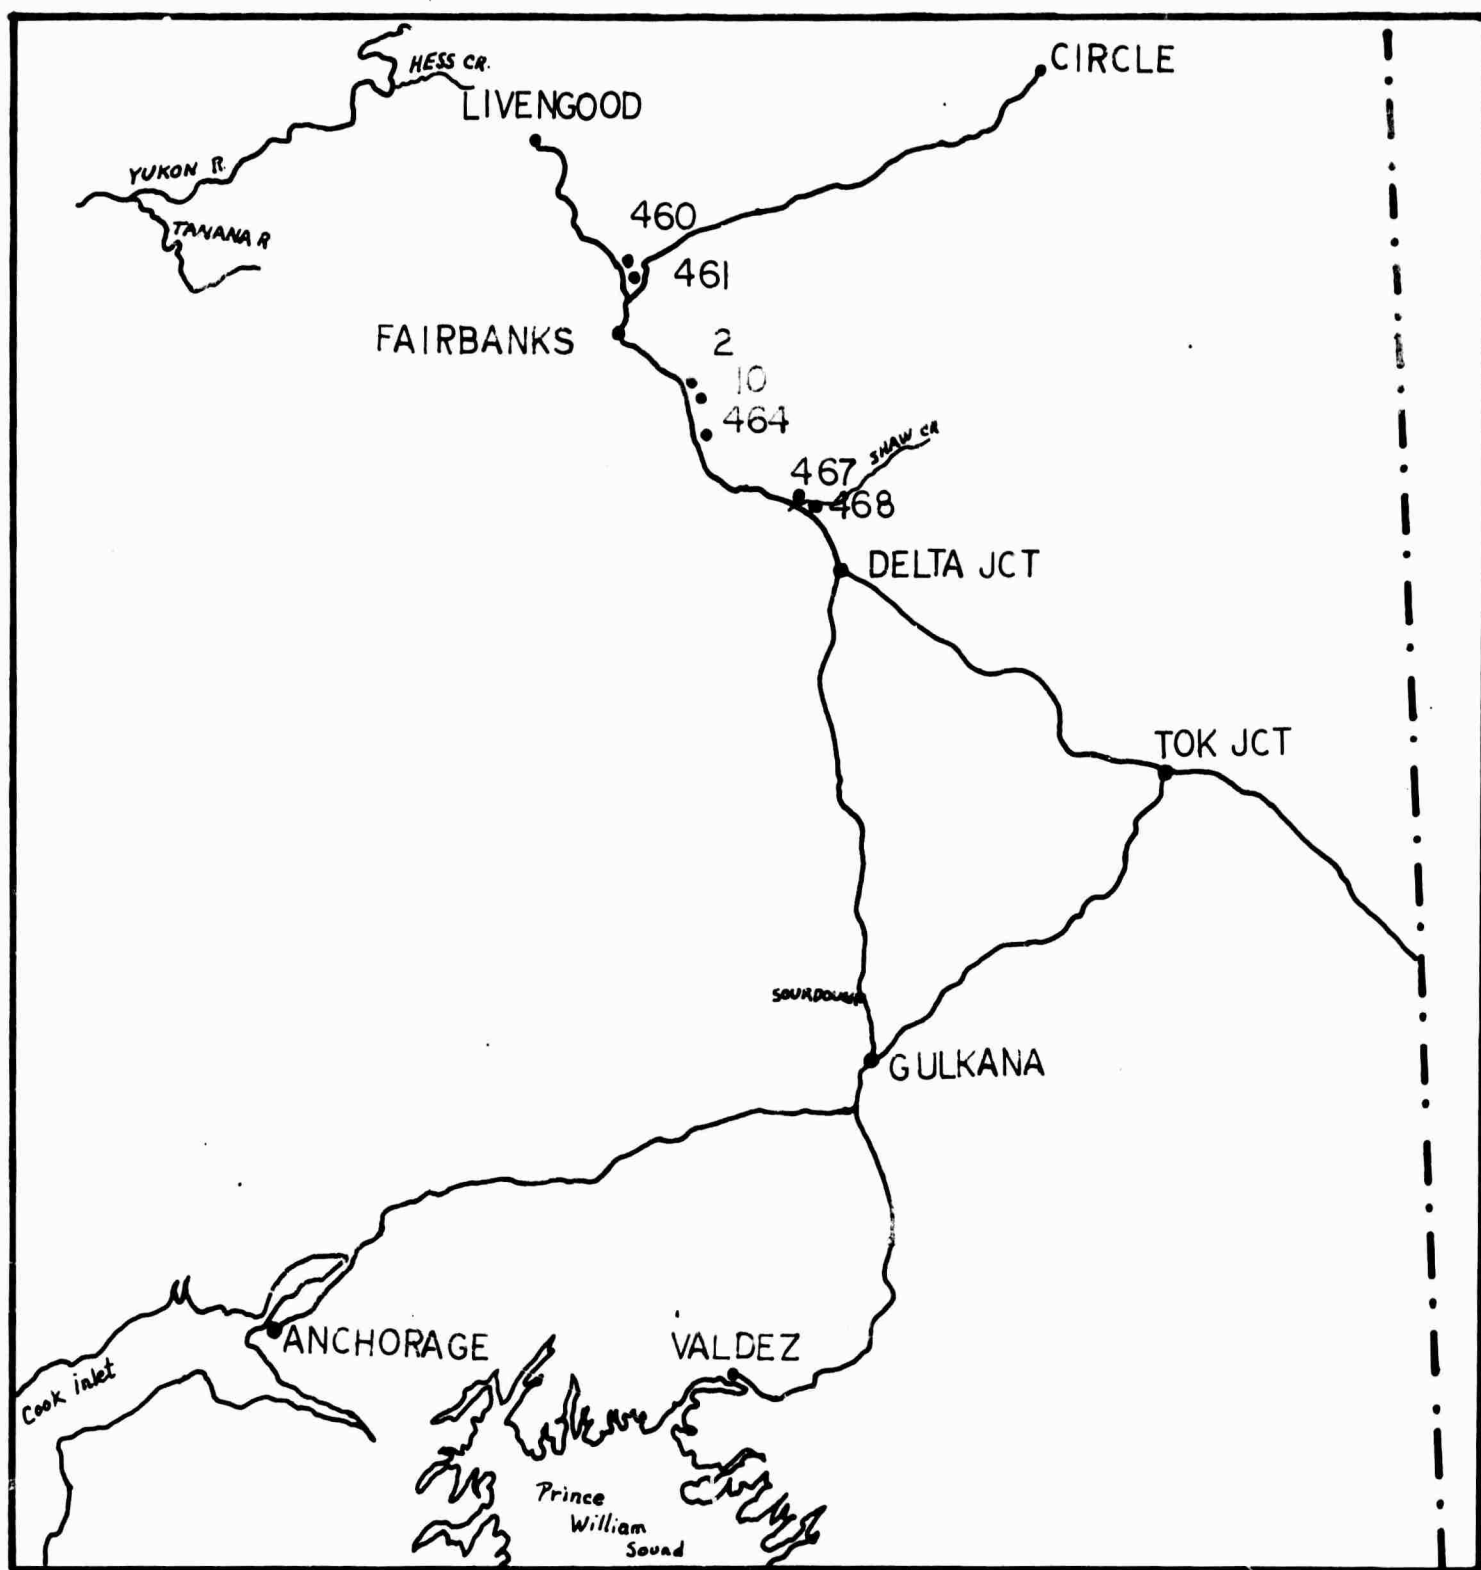 CIRCLE
HESS CR.
LIVENGOOD
YUKON R.
TANANA R
460
461
FAIRBANKS
2
10
464
SHAW CR
467
468
DELTA JCT
TOK JCT
SOURDOUGH
GULKANA
ANCHORAGE
VALDEZ
Cook inlet
Prince
William
Sound